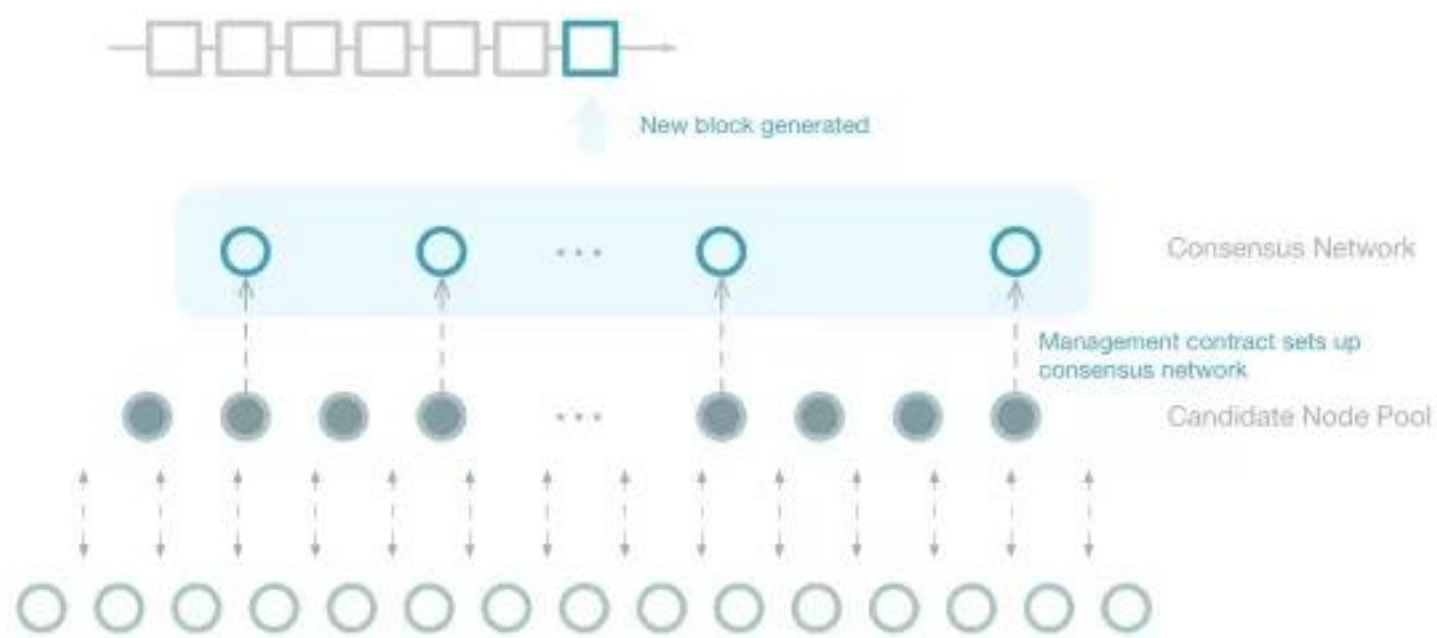 New block generated
Consensus Network
Management contract sets up
consensus network
Candidate Node Pool